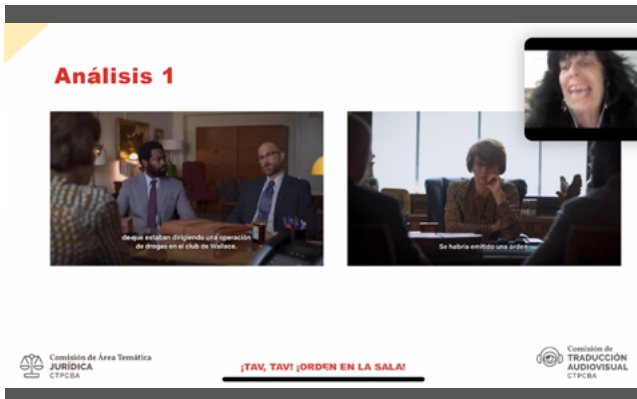 Análisis 1
de que estaban dirigiendo una operación
de drogas en el club de Wallace.
Se habría emitido una orden
Comisión de Área Temática
JURÍDICA
CTPCBA
¡TAV, TAV! ¡ORDEN EN LA SALA!
Comisión de
TRADUCCIÓN
AUDIOVISUAL
CTPCBA